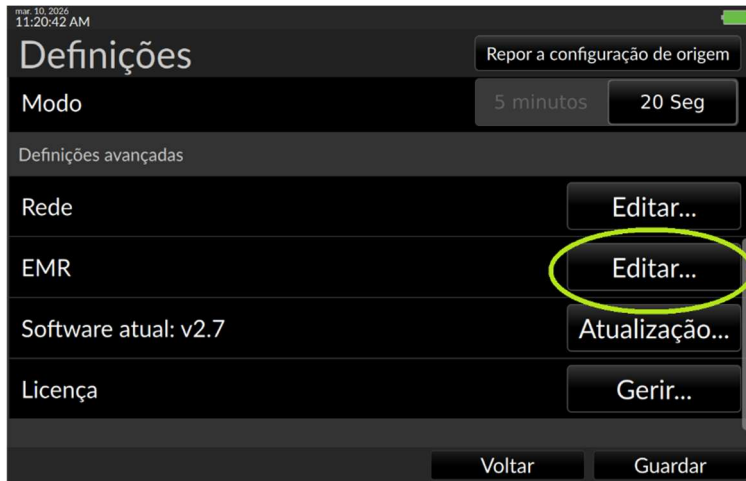 mar. 10, 2026
11:20:42 AM
Definições
Repor a configuração de origem
Modo
5 minutos
20 Seg
Definições avançadas
Rede
Editar...
EMR
Editar...
Software atual: v2.7
Atualização...
Licença
Gerir...
Voltar
Guardar